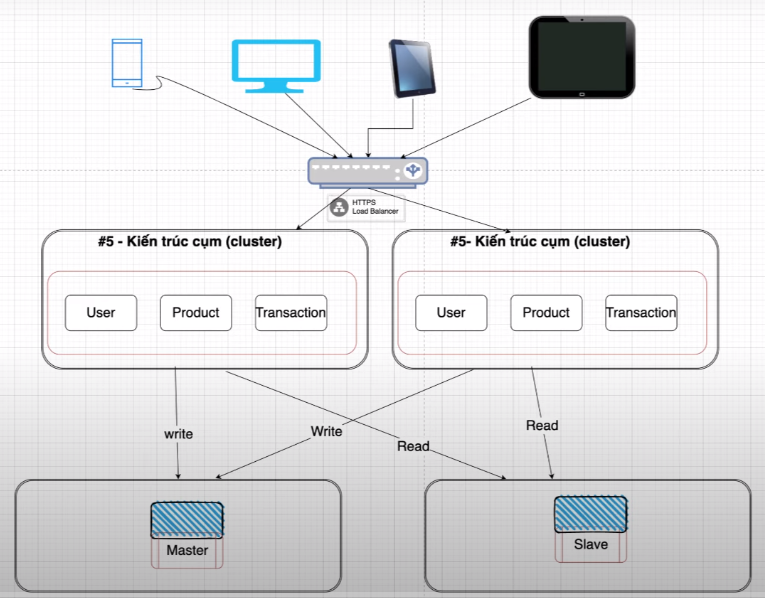 HTTPS
Load Balancer
#5 - Kiến trúc cụm (cluster)
#5- Kiến trúc cụm (cluster)
User
Product
Transaction
User
Product
Transaction
write
Write
Read
Read
Master
Slave